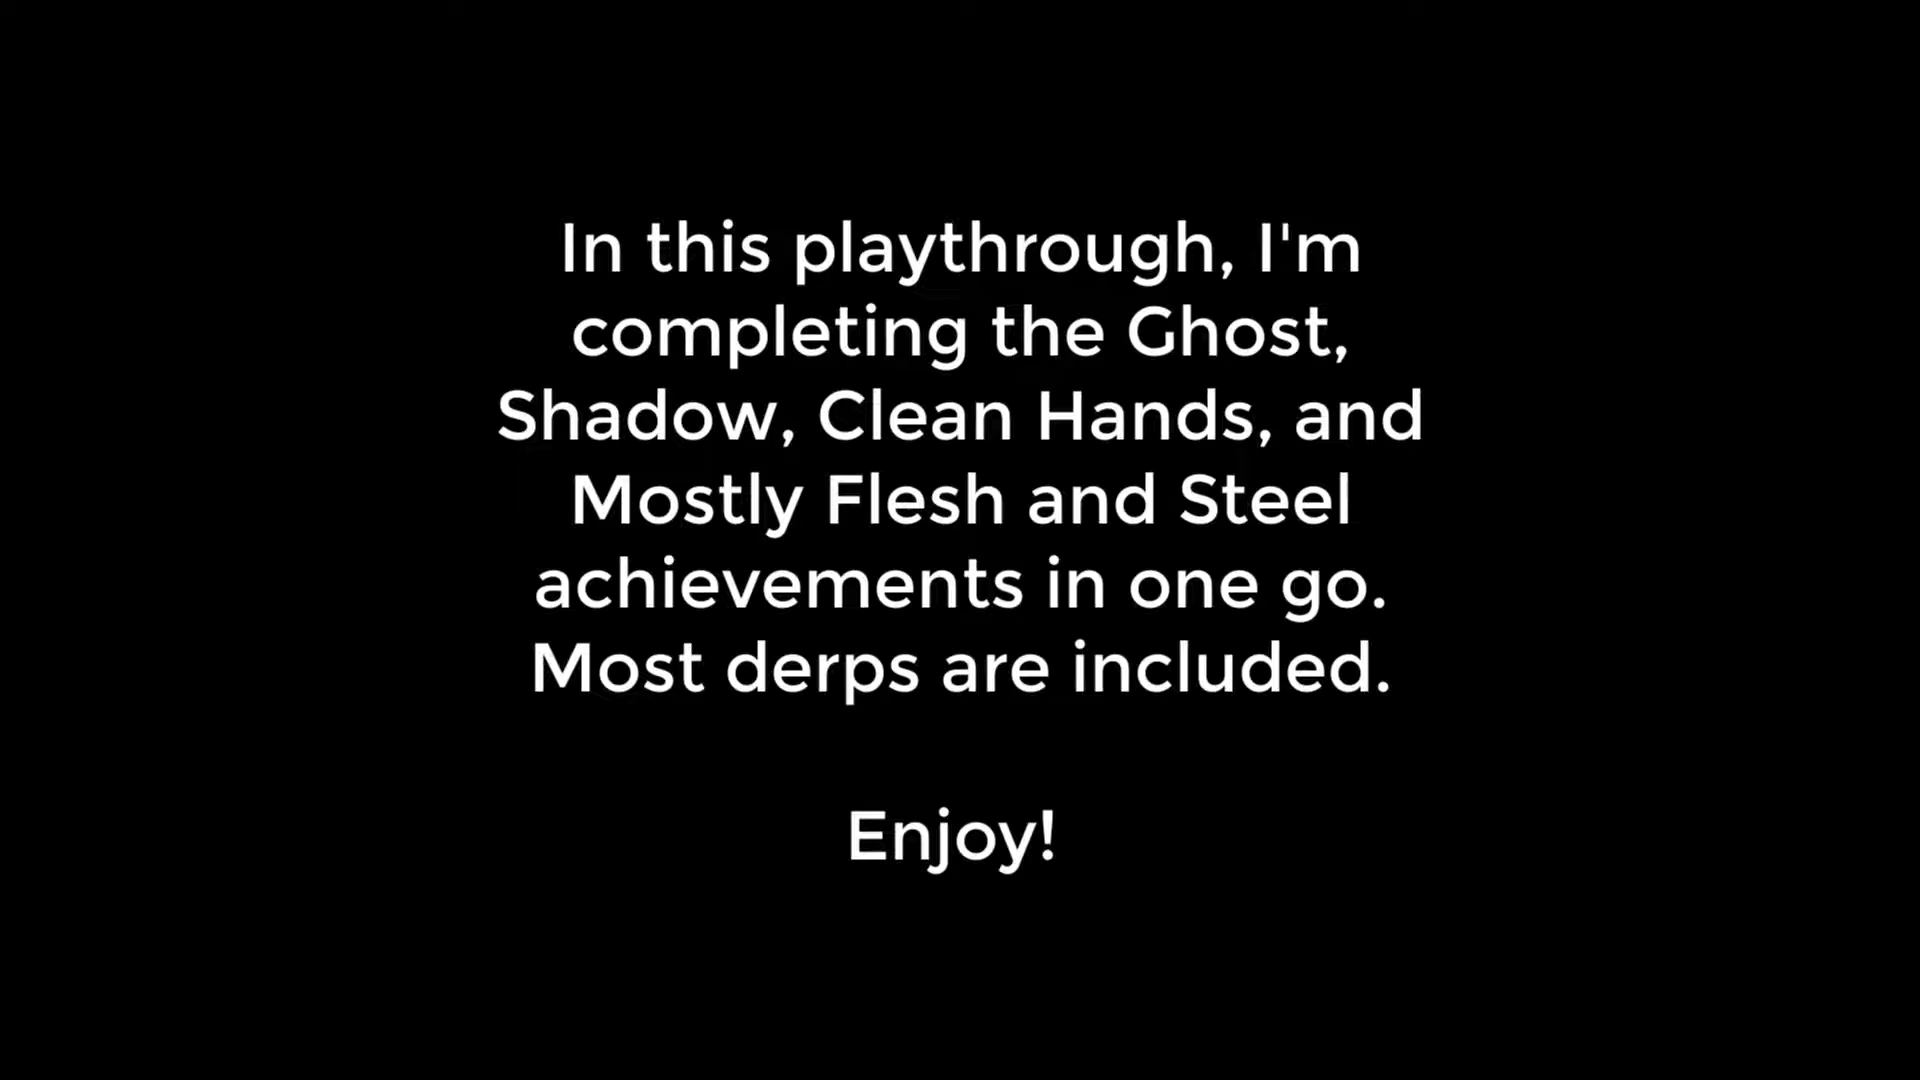 In this playthrough, I'm
completing the Ghost,
Shadow, Clean Hands, and
Mostly Flesh and Steel
achievements in one go.
Most derps are included.
Enjoy!